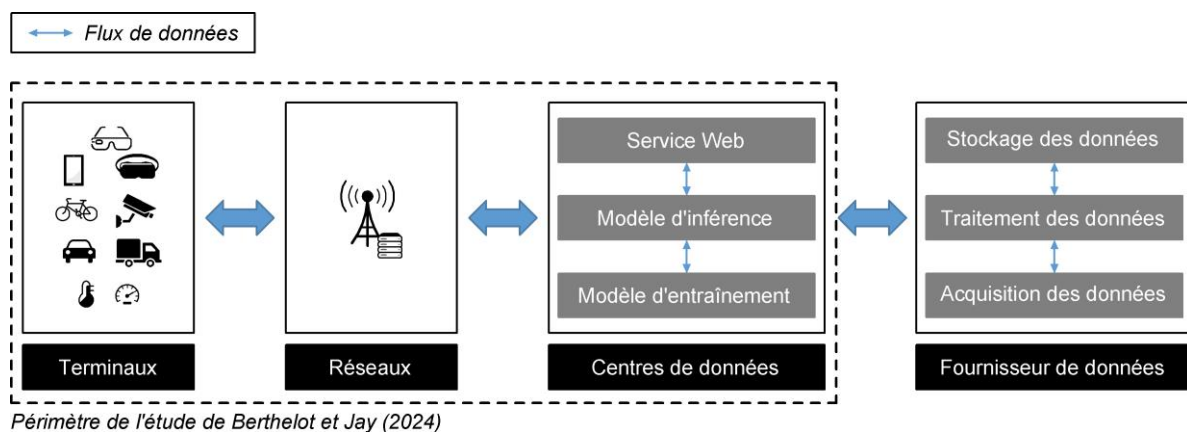 Flux de données
Service Web
Modèle d'inférence
Modèle d'entraînement
Stockage des données
Traitement des données
Acquisition des données
Terminaux
Réseaux
Centres de données
Fournisseur de données
Périmètre de l'étude de Berthelot et Jay (2024)